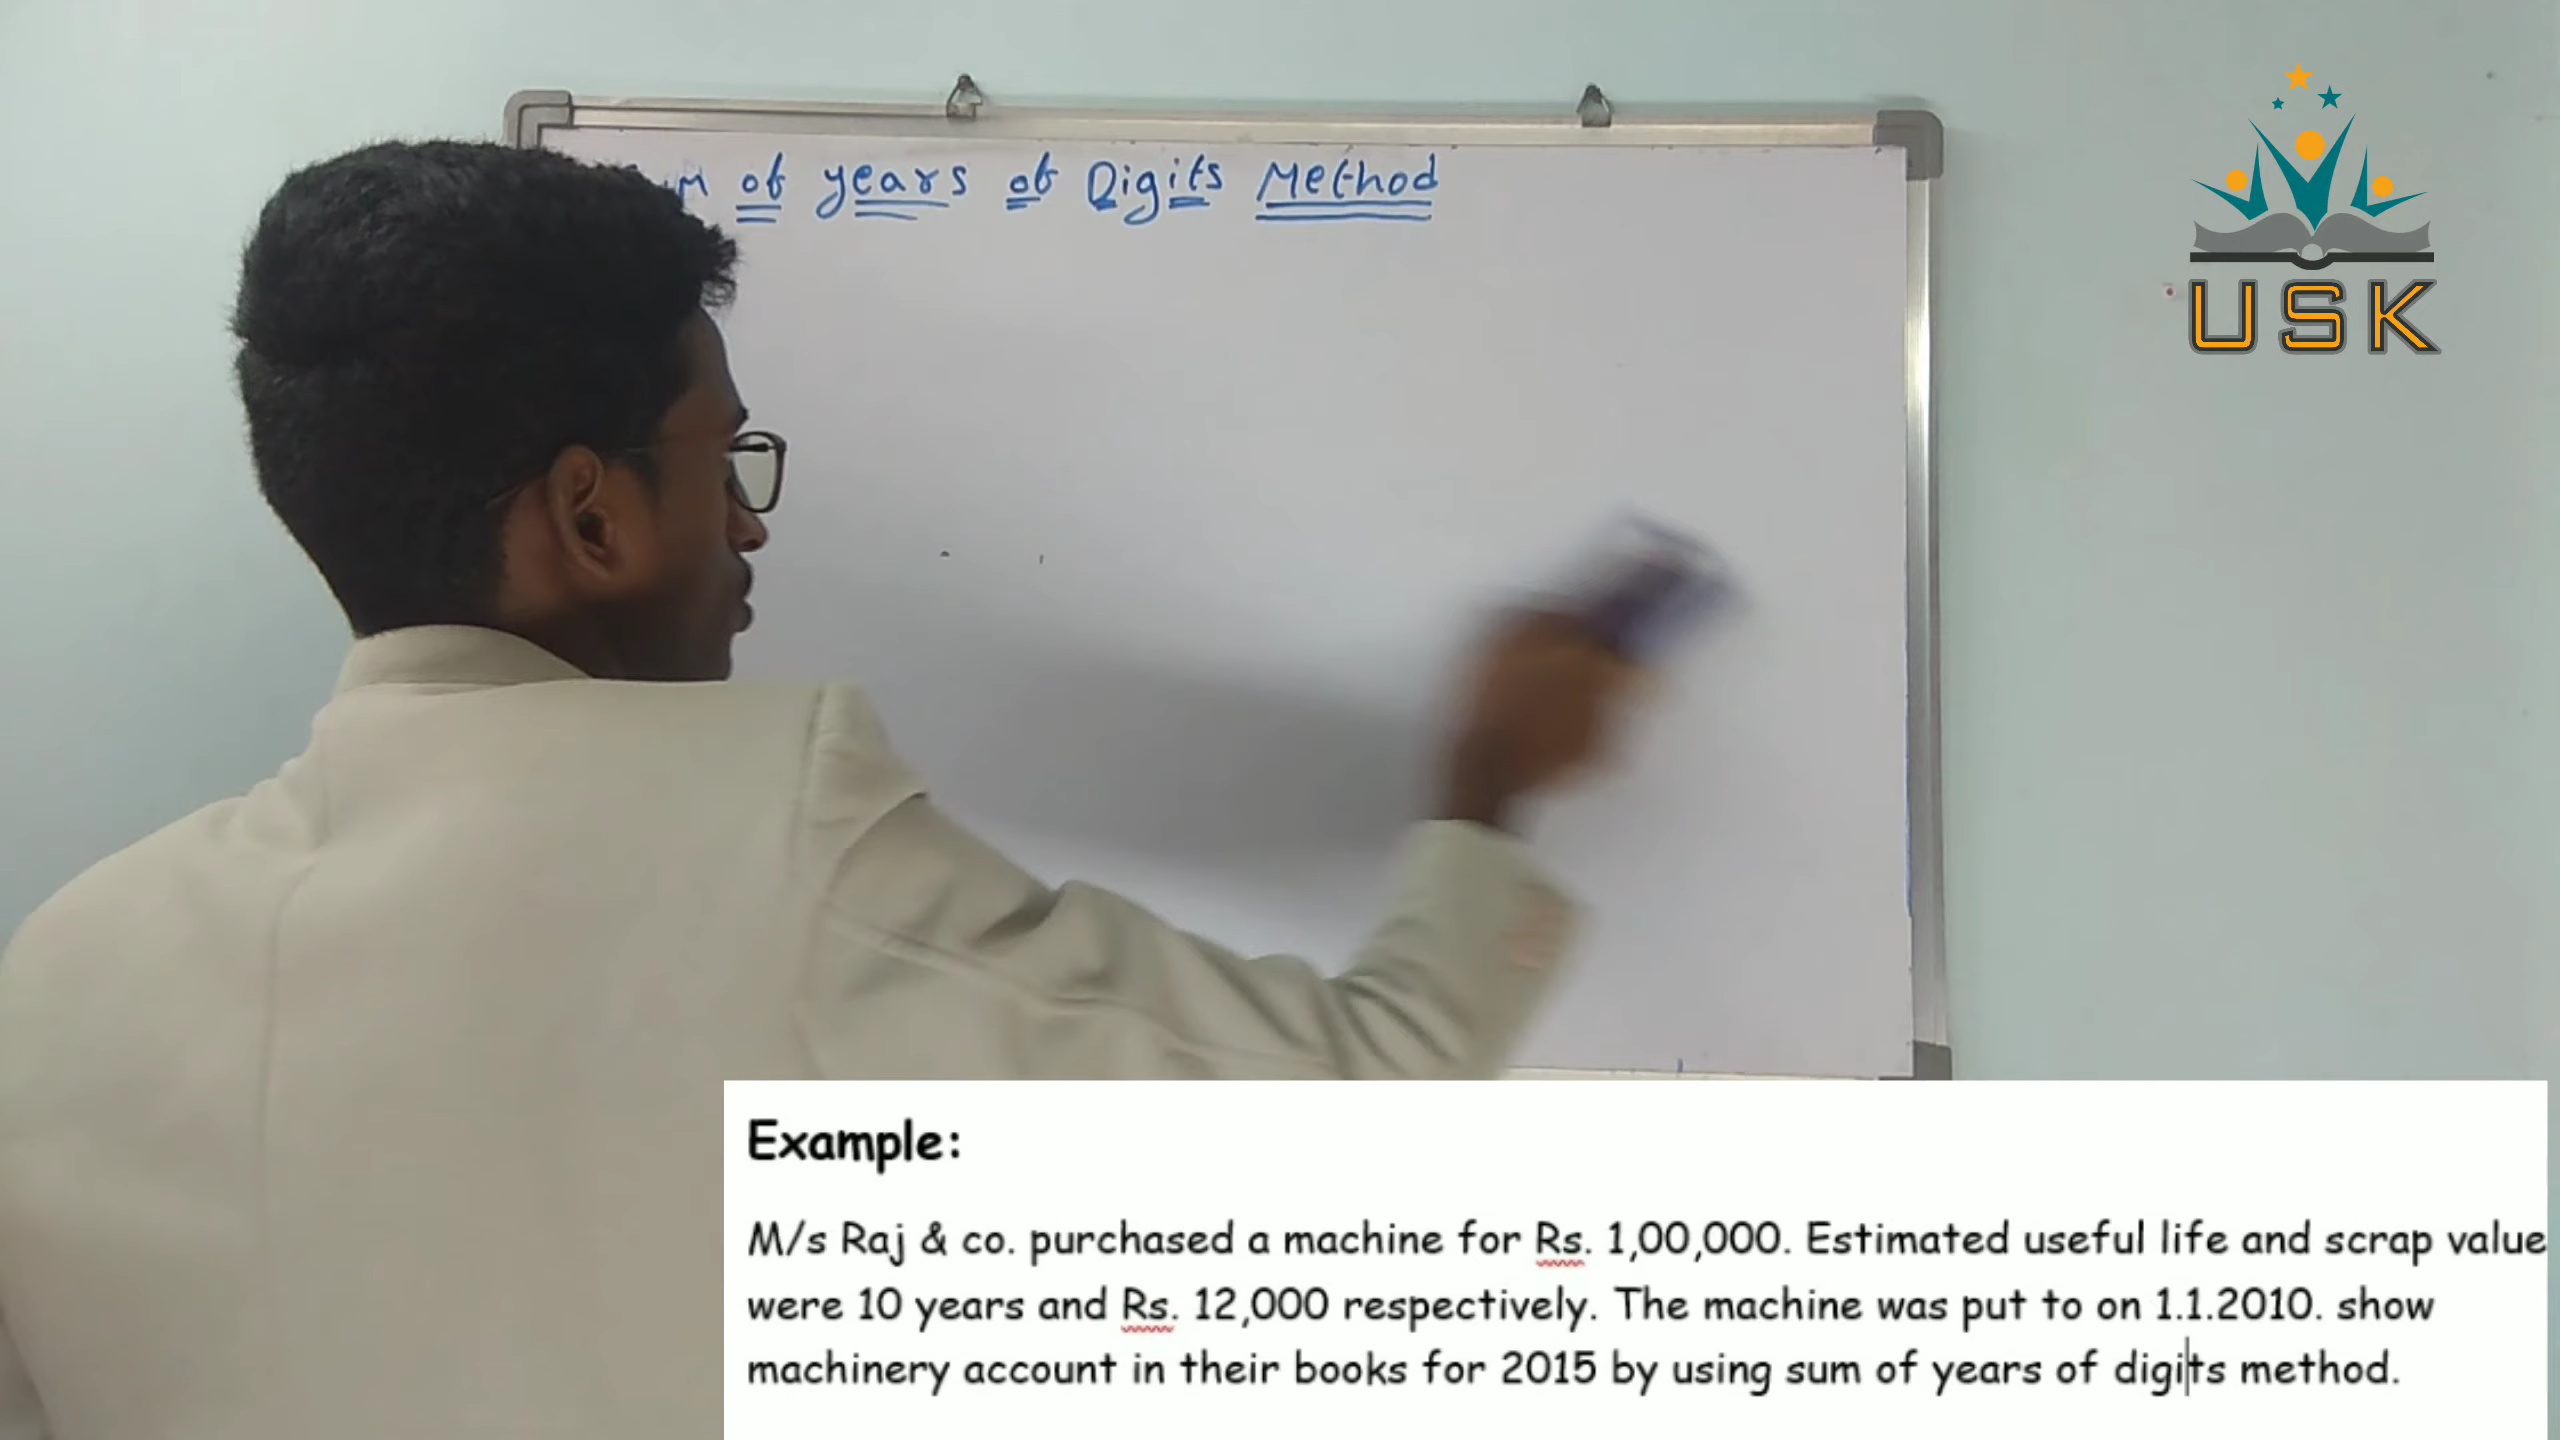 of years of Digits Method
USK
Example:
M/s Raj & co. purchased a machine for Rs. 1,00,000. Estimated useful life and scrap value
were 10 years and Rs. 12,000 respectively. The machine was put to on 1.1.2010. show
machinery account in their books for 2015 by using sum of years of digits method.